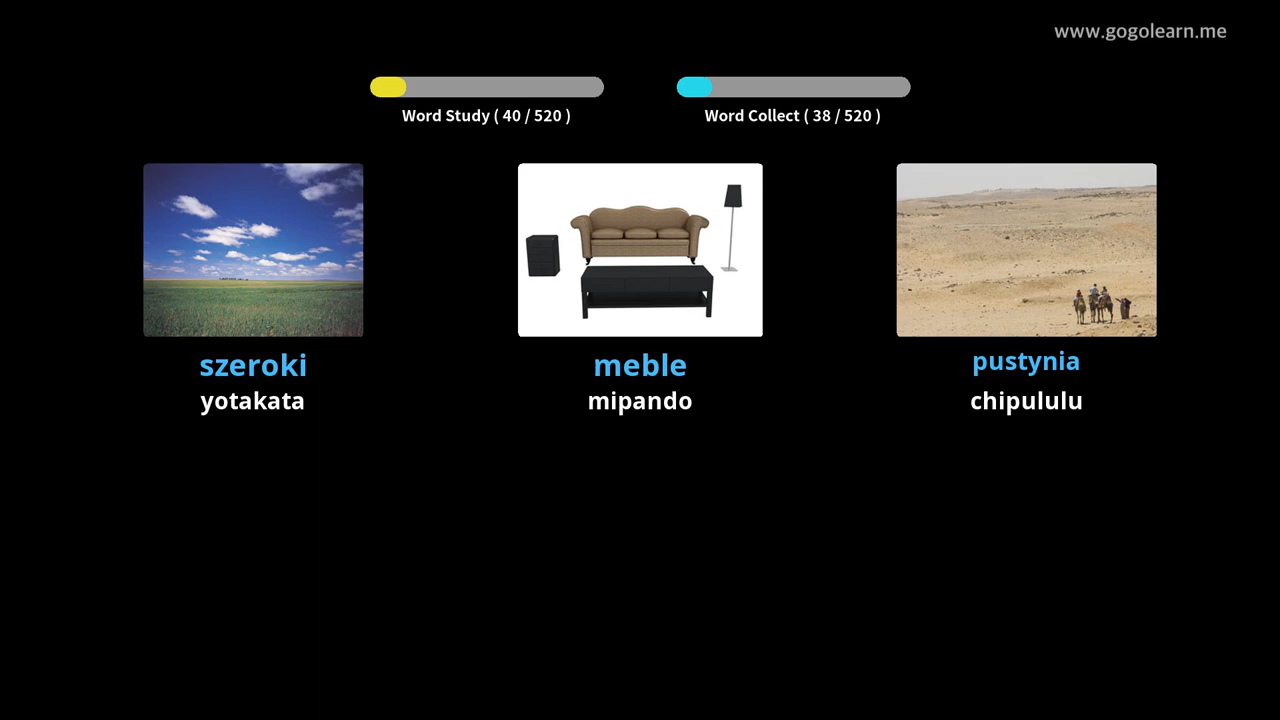 www.gogolearn.me
Word Study ( 40 / 520 )
Word Collect ( 38 / 520 )
szeroki
yotakata
meble
mipando
pustynia
chipululu